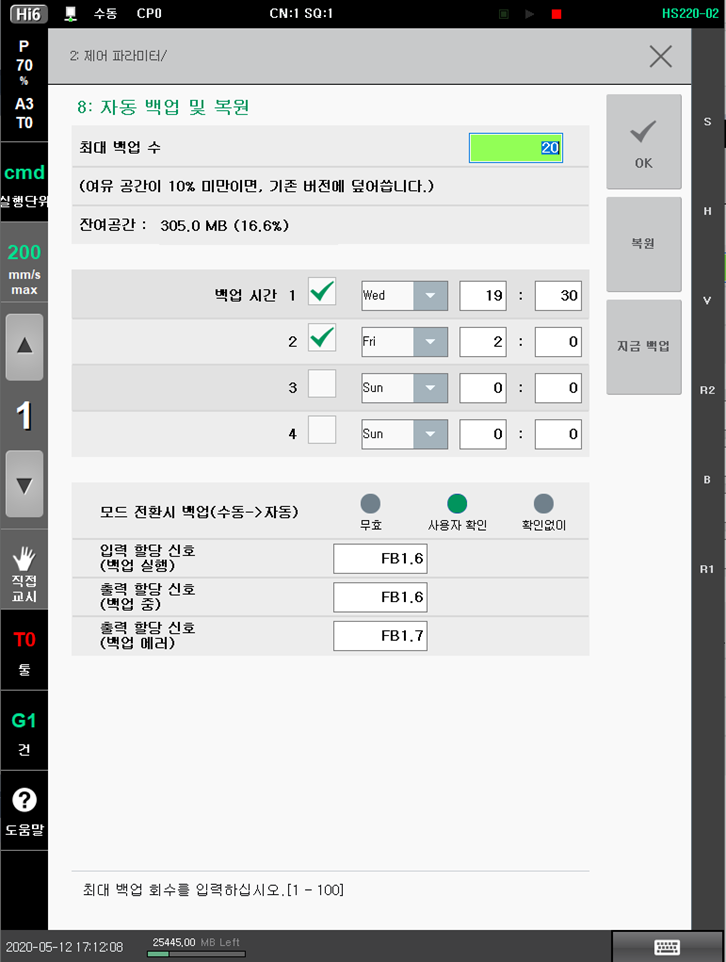 Hi6 수동 CP0 CN:1 SQ:1 HS220-02
P
70
%
A3
T0
cmd
실행단위
200
mm/s
max
1
직접
교시
T0
툴
G1
건
도움말
2: 제어 파라미터/
8: 자동 백업 및 복원
최대 백업 수 20
(여유 공간이 10% 미만이면, 기존 버전에 덮어씁니다.)
잔여공간 : 305.0 MB (16.6%)
백업 시간 1 Wed 19 : 30
2 Fri 2 : 0
3 Sun 0 : 0
4 Sun 0 : 0
모드 전환시 백업(수동->자동) 무효 사용자 확인 확인없이
입력 할당 신호
(백업 실행) FB1.6
출력 할당 신호
(백업 중) FB1.6
출력 할당 신호
(백업 에러) FB1.7
최대 백업 회수를 입력하십시오.[1 - 100]
OK
복원
지금 백업
S
H
V
R2
B
R1
2020-05-12 17:12:08 25445,00 MB Left